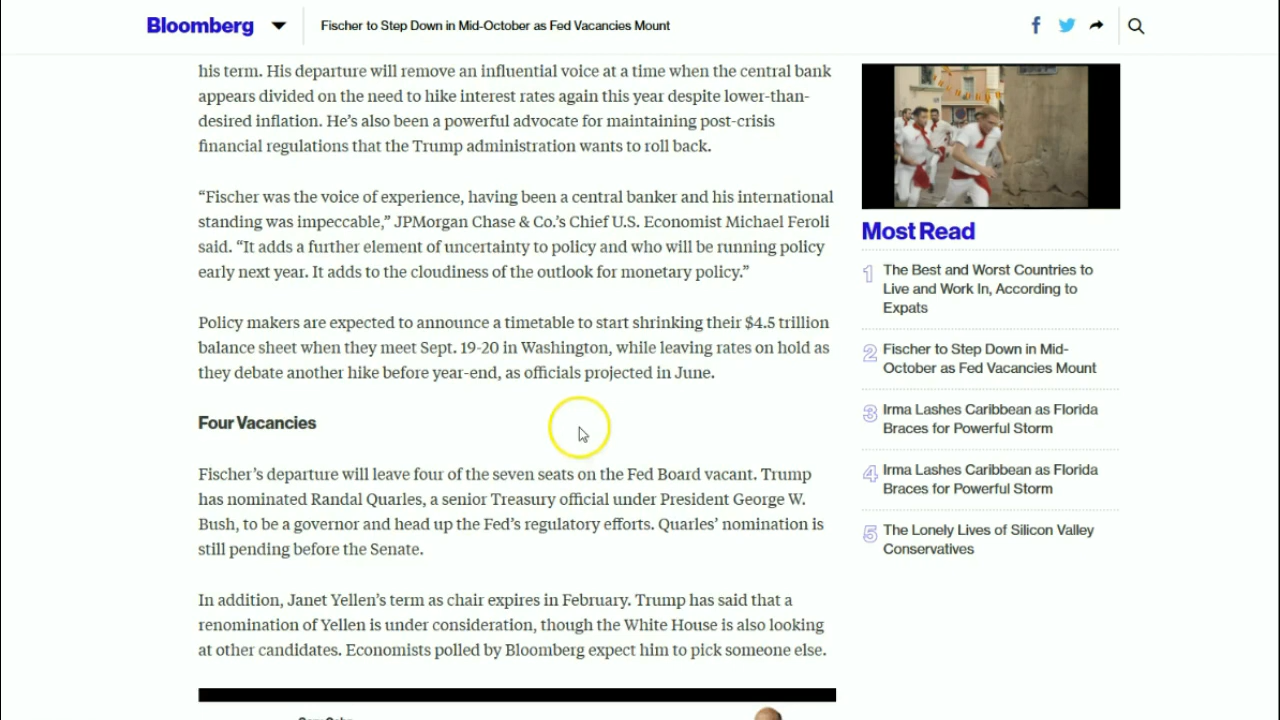 Bloomberg
Fischer to Step Down in Mid-October as Fed Vacancies Mount
his term. His departure will remove an influential voice at a time when the central bank
appears divided on the need to hike interest rates again this year despite lower-than-
desired inflation. He’s also been a powerful advocate for maintaining post-crisis
financial regulations that the Trump administration wants to roll back.
“Fischer was the voice of experience, having been a central banker and his international
standing was impeccable,” JPMorgan Chase & Co.’s Chief U.S. Economist Michael Feroli
said. “It adds a further element of uncertainty to policy and who will be running policy
early next year. It adds to the cloudiness of the outlook for monetary policy.”
Policy makers are expected to announce a timetable to start shrinking their $4.5 trillion
balance sheet when they meet Sept. 19-20 in Washington, while leaving rates on hold as
they debate another hike before year-end, as officials projected in June.
Four Vacancies
Fischer’s departure will leave four of the seven seats on the Fed Board vacant. Trump
has nominated Randal Quarles, a senior Treasury official under President George W.
Bush, to be a governor and head up the Fed’s regulatory efforts. Quarles’ nomination is
still pending before the Senate.
In addition, Janet Yellen’s term as chair expires in February. Trump has said that a
renomination of Yellen is under consideration, though the White House is also looking
at other candidates. Economists polled by Bloomberg expect him to pick someone else.
Most Read
1 The Best and Worst Countries to
Live and Work In, According to
Expats
2 Fischer to Step Down in Mid-
October as Fed Vacancies Mount
3 Irma Lashes Caribbean as Florida
Braces for Powerful Storm
4 Irma Lashes Caribbean as Florida
Braces for Powerful Storm
5 The Lonely Lives of Silicon Valley
Conservatives